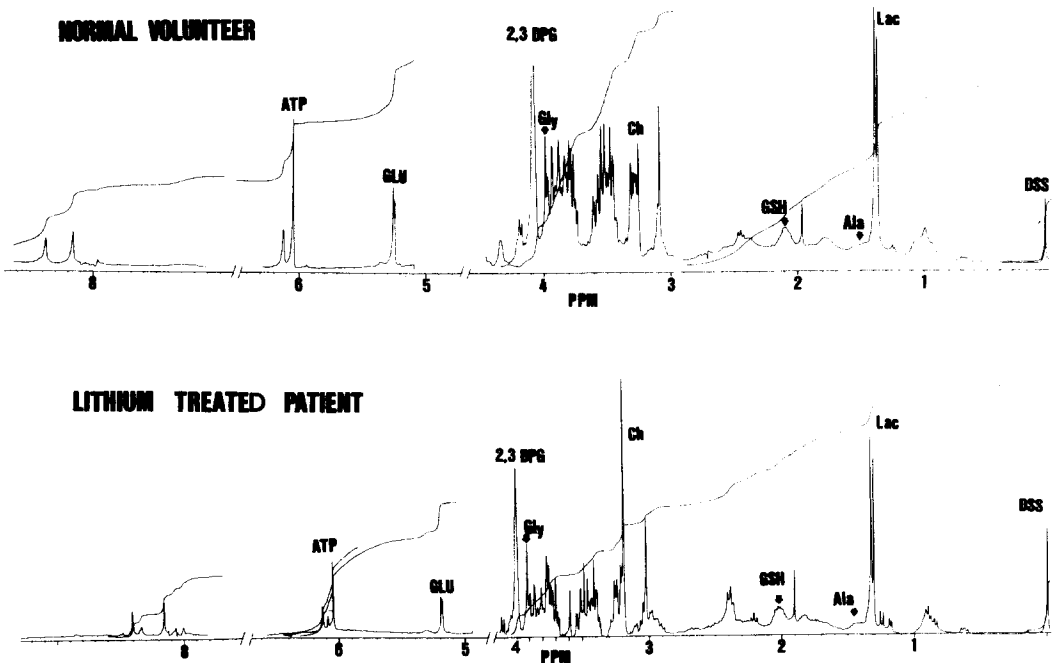 NORMAL VOLUNTEER
2,3 DPG
Lac
ATP
Gly
Ch
GLU
GSH
Ala
DSS
8 6 5 4 3 2 1
PPM
LITHIUM TREATED PATIENT
Ch
Lac
2,3 DPG
DSS
Gly
ATP
GSH
GLU
Ala
8 6 5 4 3 2 1
PPM